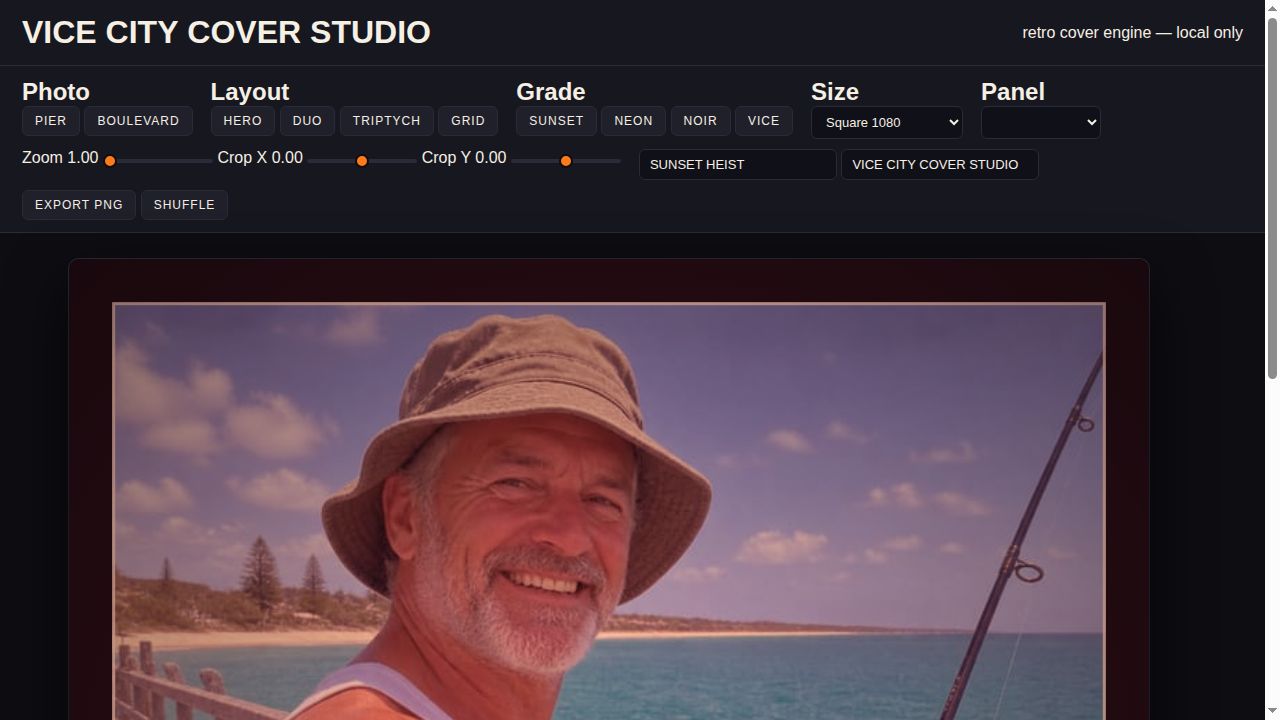 VICE CITY COVER STUDIO
retro cover engine — local only
Photo
PIER BOULEVARD
Layout
HERO DUO TRIPTYCH GRID
Grade
SUNSET NEON NOIR VICE
Size
Square 1080
Panel
Zoom 1.00 Crop X 0.00 Crop Y 0.00
SUNSET HEIST VICE CITY COVER STUDIO
EXPORT PNG SHUFFLE